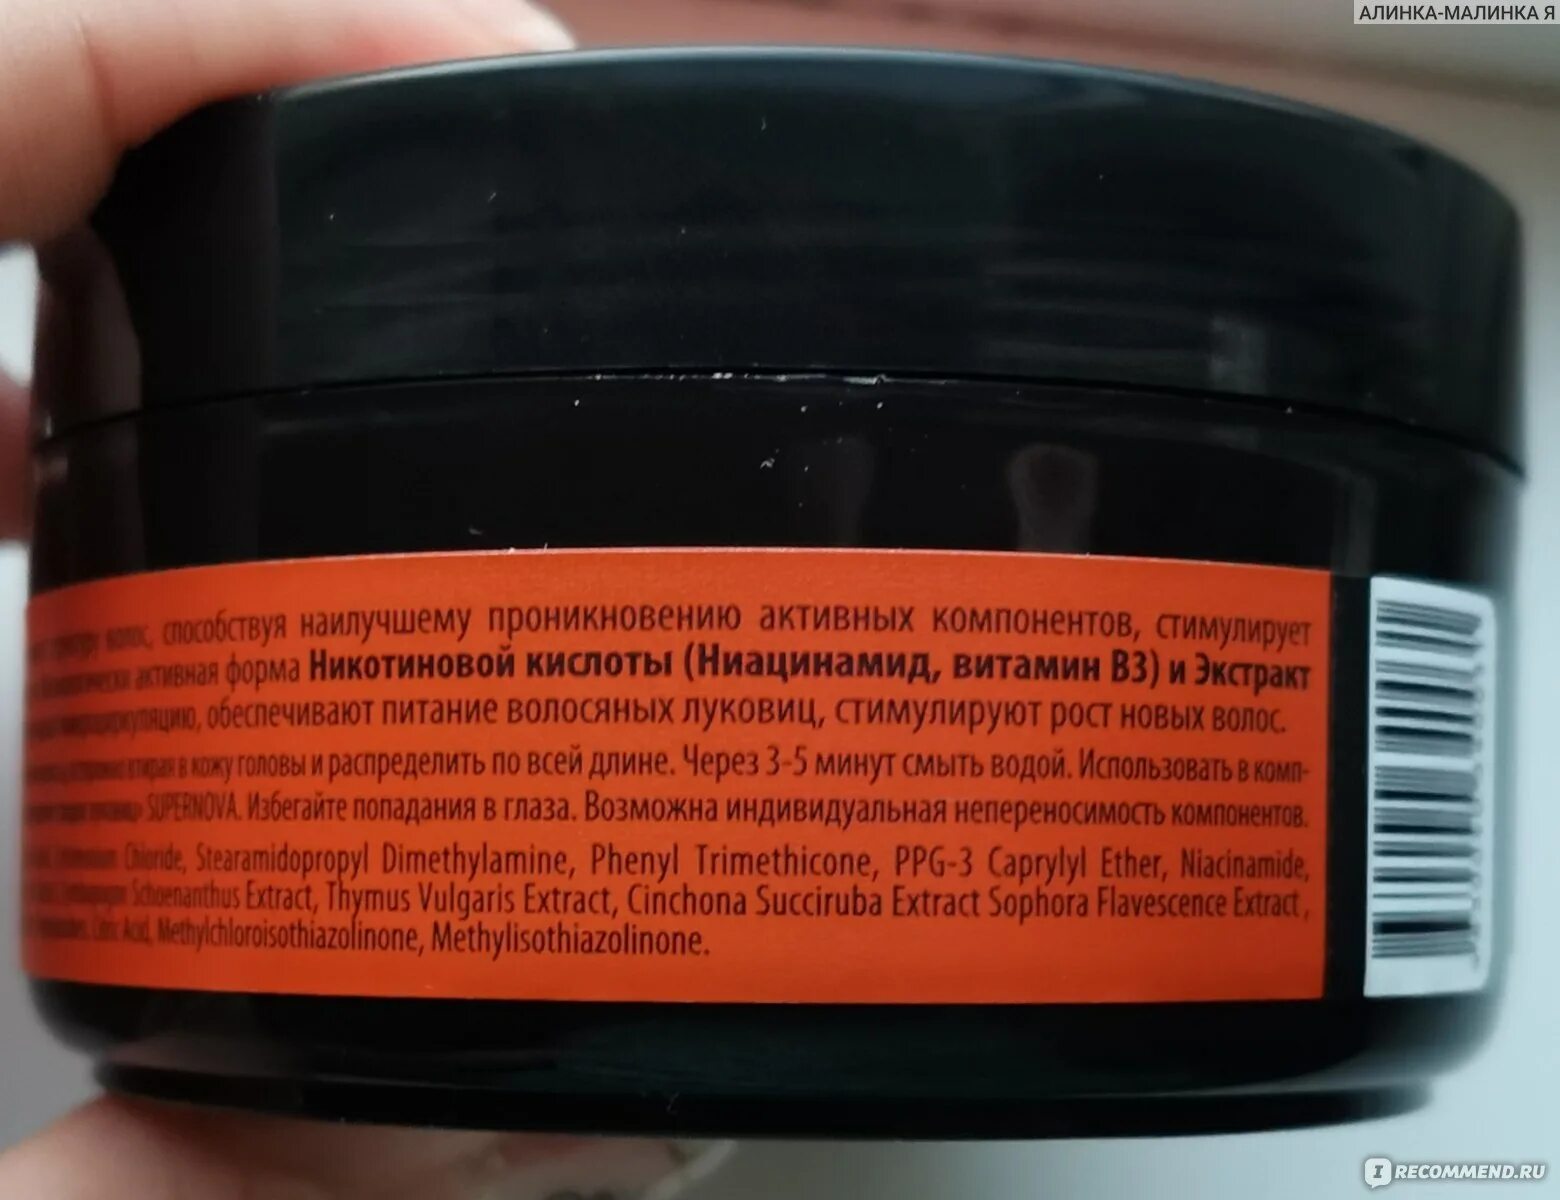 АЛИНКА-МАЛИНКА Я
волос, способствуя наилучшему проникновению активных компонентов, стимулирует
активная форма Никотиновой кислоты (Ниацинамид, витамин B3) и Экстракт
микроциркуляцию, обеспечивают питание волосяных луковиц, стимулируют рост новых волос.
втирая в кожу головы и распределить по всей длине. Через 3-5 минут смыть водой. Использовать в комп-
SUPERNOVA. Избегайте попадания в глаза. Возможна индивидуальная непереносимость компонентов.
Chloride, Stearamidopropyl Dimethylamine, Phenyl Trimethicone, PPG-3 Caprylyl Ether, Niacinamide,
Schoenanthus Extract, Thymus Vulgaris Extract, Cinchona Succiruba Extract Sophora Flavescence Extract,
Citric Acid, Methylchloroisothiazolinone, Methylisothiazolinone.
IRECOMMEND.RU